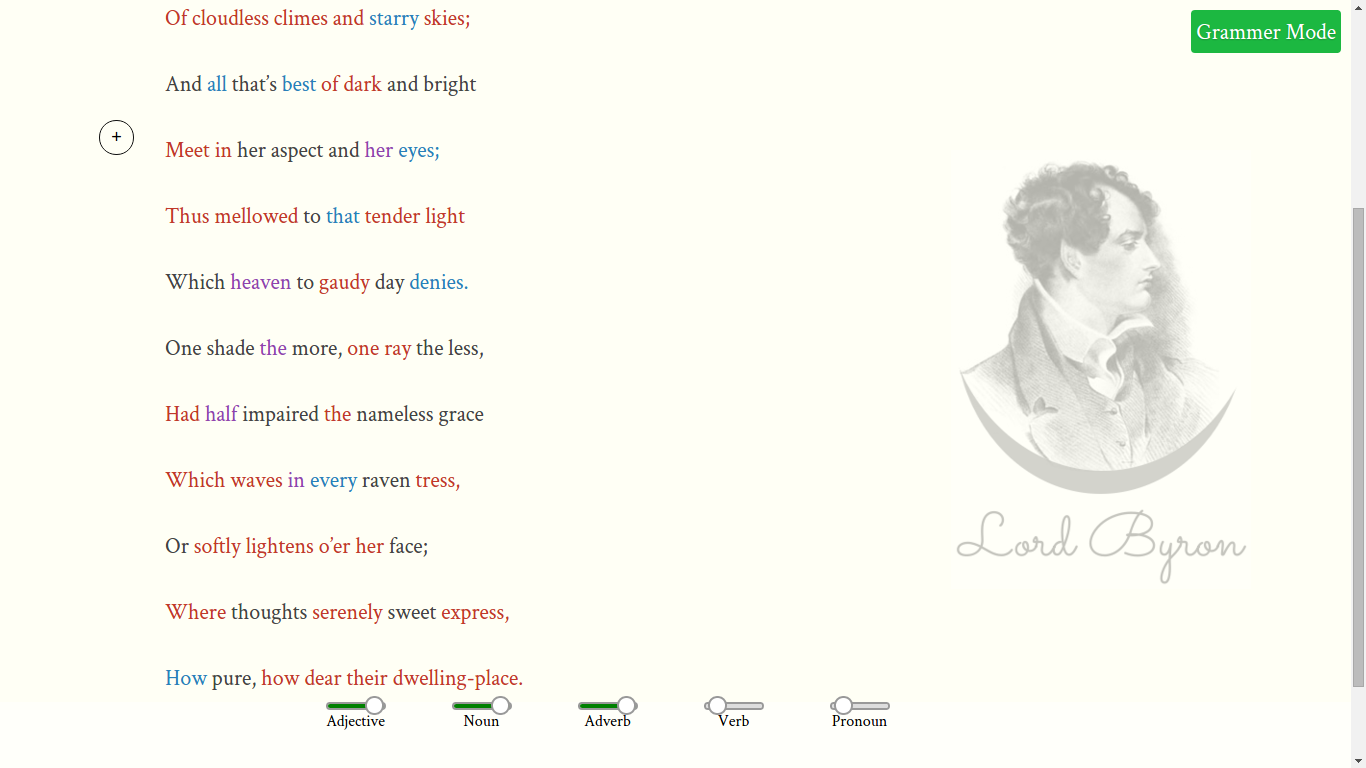 Of cloudless climes and starry skies;
Grammer Mode
And all that’s best of dark and bright
+
Meet in her aspect and her eyes;
Thus mellowed to that tender light
Which heaven to gaudy day denies.
One shade the more, one ray the less,
Had half impaired the nameless grace
Which waves in every raven tress,
Or softly lightens o’er her face;
Where thoughts serenely sweet express,
How pure, how dear their dwelling-place.
Lord Byron
Adjective Noun Adverb Verb Pronoun